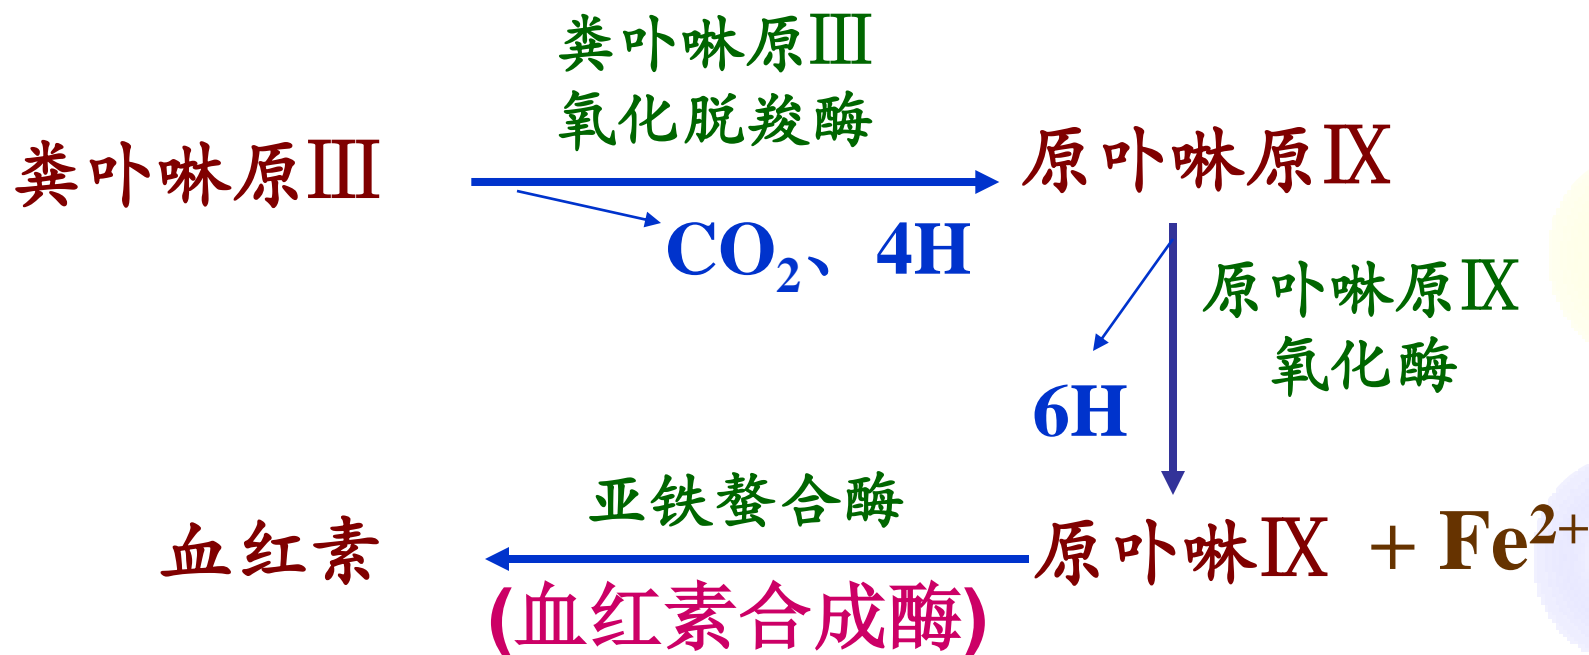 粪卟啉原Ⅲ
氧化脱羧酶
粪卟啉原Ⅲ
原卟啉原Ⅸ
CO₂、4H
原卟啉原Ⅸ
氧化酶
6H
亚铁螯合酶
血红素
原卟啉Ⅸ + Fe²⁺
(血红素合成酶)